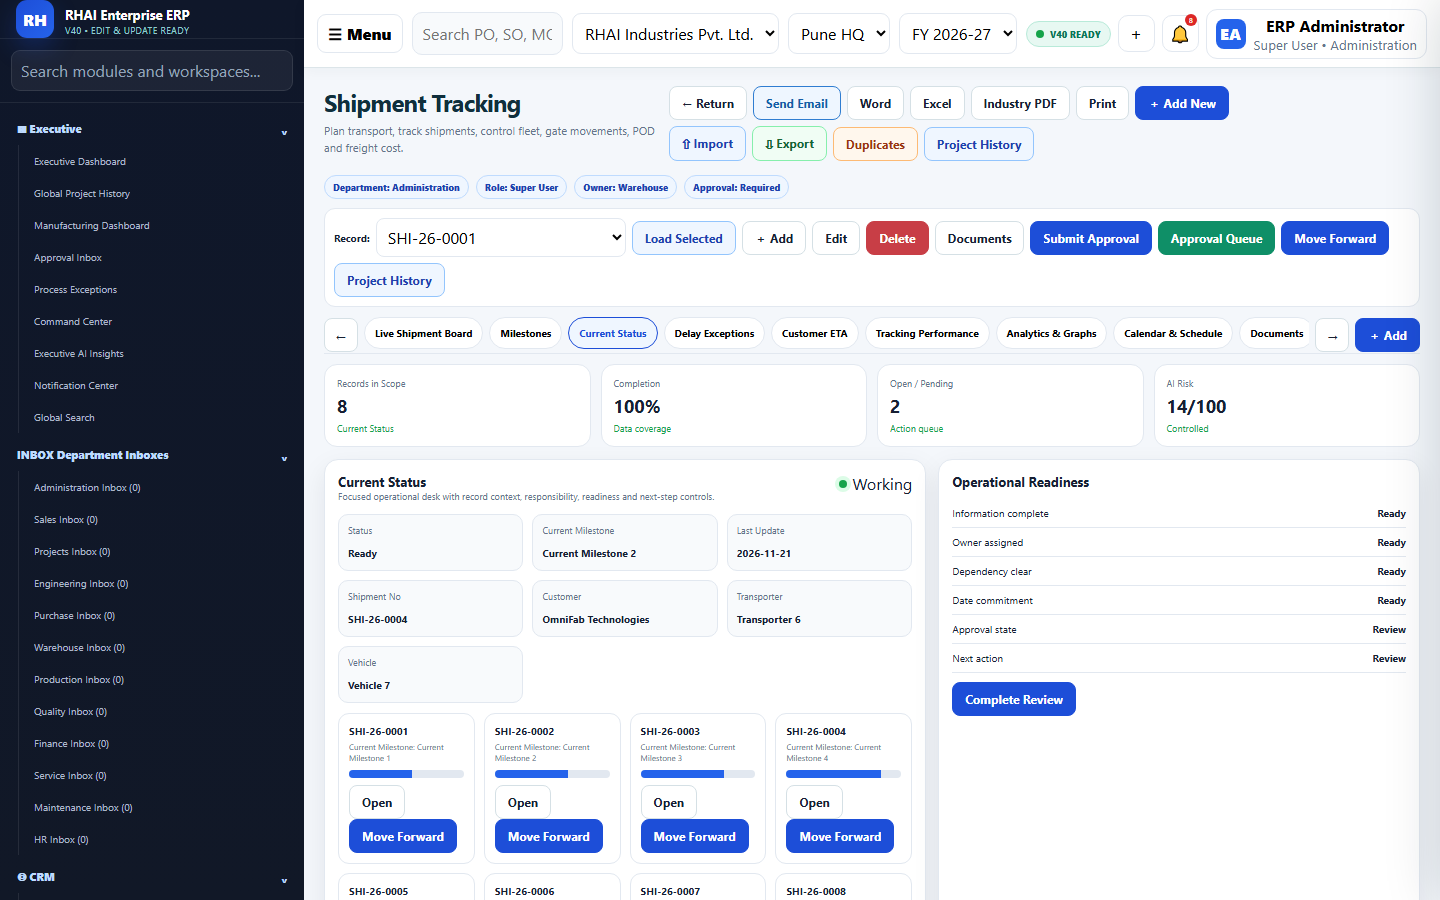 RH
RHAI Enterprise ERP
V40 • EDIT & UPDATE READY
Search modules and workspaces...
Executive
Executive Dashboard
Global Project History
Manufacturing Dashboard
Approval Inbox
Process Exceptions
Command Center
Executive AI Insights
Notification Center
Global Search
INBOX Department Inboxes
Administration Inbox (0)
Sales Inbox (0)
Projects Inbox (0)
Engineering Inbox (0)
Purchase Inbox (0)
Warehouse Inbox (0)
Production Inbox (0)
Quality Inbox (0)
Finance Inbox (0)
Service Inbox (0)
Maintenance Inbox (0)
HR Inbox (0)
CRM
☰ Menu
Search PO, SO, MO
RHAI Industries Pvt. Ltd.
Pune HQ
FY 2026-27
V40 READY
+
8
EA
ERP Administrator
Super User • Administration
Shipment Tracking
Plan transport, track shipments, control fleet, gate movements, POD
and freight cost.
← Return
Send Email
Word
Excel
Industry PDF
Print
+ Add New
⇧ Import
⇩ Export
Duplicates
Project History
Department: Administration
Role: Super User
Owner: Warehouse
Approval: Required
Record:
SHI-26-0001
Load Selected
+ Add
Edit
Delete
Documents
Submit Approval
Approval Queue
Move Forward
Project History
←
Live Shipment Board
Milestones
Current Status
Delay Exceptions
Customer ETA
Tracking Performance
Analytics & Graphs
Calendar & Schedule
Documents
→
+ Add
Records in Scope
8
Current Status
Completion
100%
Data coverage
Open / Pending
2
Action queue
AI Risk
14/100
Controlled
Current Status
Focused operational desk with record context, responsibility, readiness and next-step controls.
Working
Status
Ready
Current Milestone
Current Milestone 2
Last Update
2026-11-21
Shipment No
SHI-26-0004
Customer
OmniFab Technologies
Transporter
Transporter 6
Vehicle
Vehicle 7
SHI-26-0001
Current Milestone: Current
Milestone 1
Open
Move Forward
SHI-26-0002
Current Milestone: Current
Milestone 2
Open
Move Forward
SHI-26-0003
Current Milestone: Current
Milestone 3
Open
Move Forward
SHI-26-0004
Current Milestone: Current
Milestone 4
Open
Move Forward
SHI-26-0005
SHI-26-0006
SHI-26-0007
SHI-26-0008
Operational Readiness
Information complete Ready
Owner assigned Ready
Dependency clear Ready
Date commitment Ready
Approval state Review
Next action Review
Complete Review